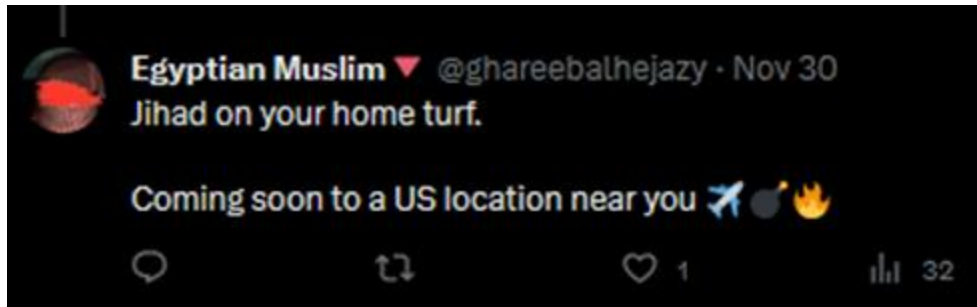 Egyptian Muslim🔻 @ghareebalhejazy · Nov 30
Jihad on your home turf.
Coming soon to a US location near you ✈️💣🔥
1 32